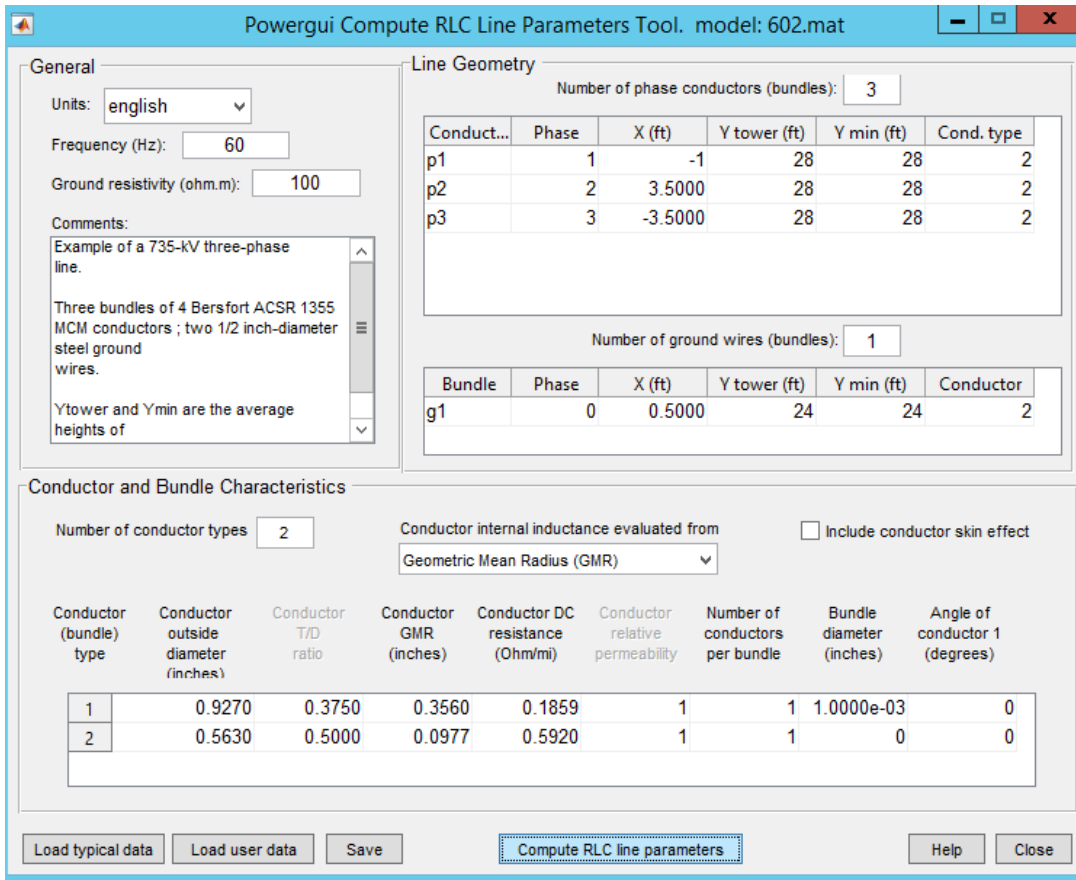 Powergui Compute RLC Line Parameters Tool. model: 602.mat
General
Units: english
Frequency (Hz): 60
Ground resistivity (ohm.m): 100
Comments:
Example of a 735-kV three-phase
line.
Three bundles of 4 Bersfort ACSR 1355
MCM conductors ; two 1/2 inch-diameter
steel ground
wires.
Ytower and Ymin are the average
heights of
Line Geometry
Number of phase conductors (bundles): 3
Conduct... Phase X (ft) Y tower (ft) Y min (ft) Cond. type
p1 1 -1 28 28 2
p2 2 3.5000 28 28 2
p3 3 -3.5000 28 28 2
Number of ground wires (bundles): 1
Bundle Phase X (ft) Y tower (ft) Y min (ft) Conductor
g1 0 0.5000 24 24 2
Conductor and Bundle Characteristics
Number of conductor types 2
Conductor internal inductance evaluated from
Geometric Mean Radius (GMR)
Include conductor skin effect
Conductor
(bundle)
type
Conductor
outside
diameter
(inches)
Conductor
T/D
ratio
Conductor
GMR
(inches)
Conductor DC
resistance
(Ohm/mi)
Conductor
relative
permeability
Number of
conductors
per bundle
Bundle
diameter
(inches)
Angle of
conductor 1
(degrees)
1 0.9270 0.3750 0.3560 0.1859 1 1 1.0000e-03 0
2 0.5630 0.5000 0.0977 0.5920 1 1 0 0
Load typical data Load user data Save Compute RLC line parameters Help Close